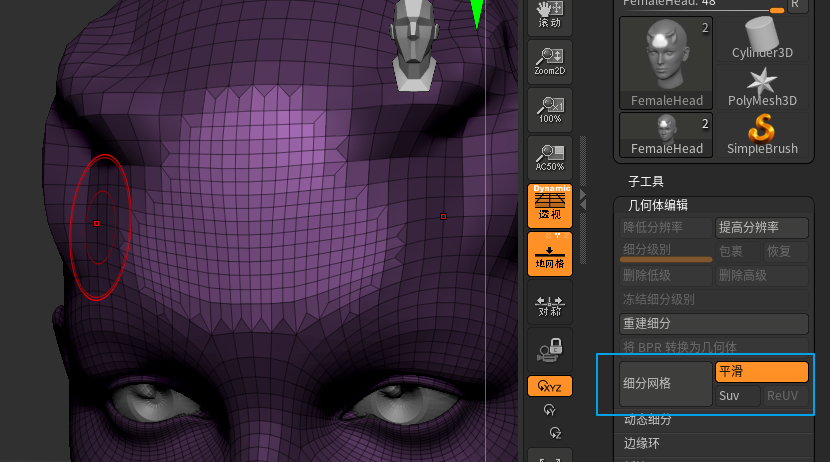 滚动
Zoom2D
100%
AC50%
Dynamic
透视
地网格
对称
XYZ
Y
Z
FemaleHead. 48
R
2
FemaleHead
Cylinder3D
PolyMesh3D
2
FemaleHead
SimpleBrush
子工具
几何体编辑
降低分辨率 提高分辨率
细分级别 包裹 恢复
删除低级 删除高级
冻结细分级别
重建细分
将 BPR 转换为几何体
细分网格 平滑
Suv ReUV
动态细分
边缘环